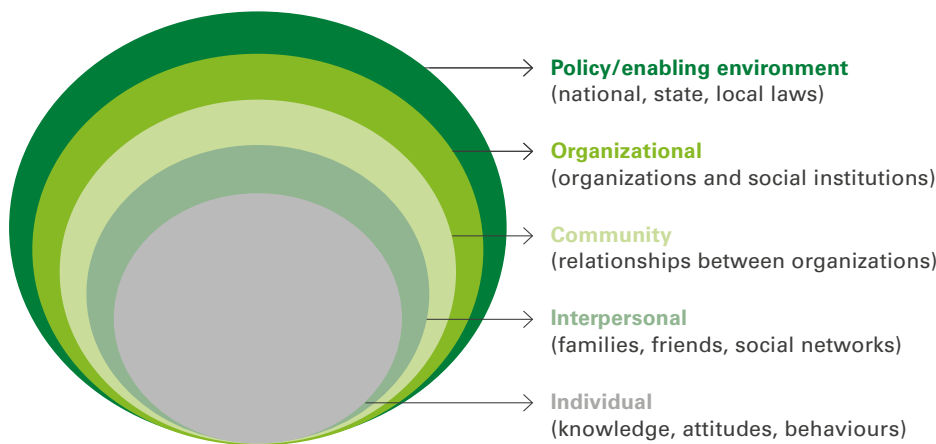 Policy/enabling environment
(national, state, local laws)
Organizational
(organizations and social institutions)
Community
(relationships between organizations)
Interpersonal
(families, friends, social networks)
Individual
(knowledge, attitudes, behaviours)